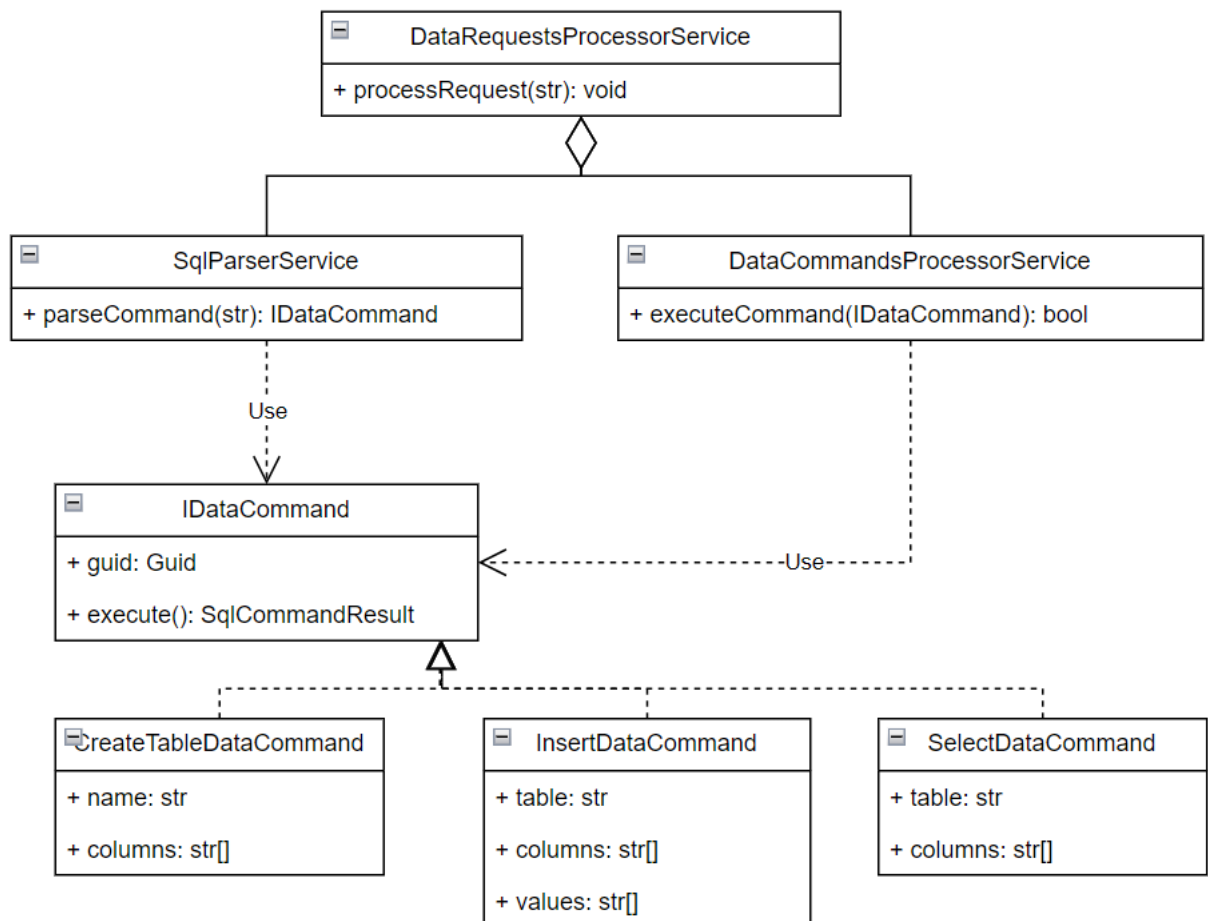 DataRequestsProcessorService
+ processRequest(str): void
SqlParserService
+ parseCommand(str): IDataCommand
DataCommandsProcessorService
+ executeCommand(IDataCommand): bool
Use
IDataCommand
+ guid: Guid
+ execute(): SqlCommandResult
Use
CreateTableDataCommand
+ name: str
+ columns: str[]
InsertDataCommand
+ table: str
+ columns: str[]
+ values: str[]
SelectDataCommand
+ table: str
+ columns: str[]